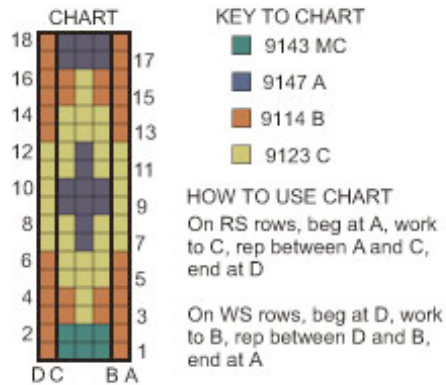 CHART
18
17
16
15
14
13
12
11
10
9
8
7
6
5
4
3
2
1
D C B A
KEY TO CHART
9143 MC
9147 A
9114 B
9123 C
HOW TO USE CHART
On RS rows, beg at A, work
to C, rep between A and C,
end at D
On WS rows, beg at D, work
to B, rep between D and B,
end at A